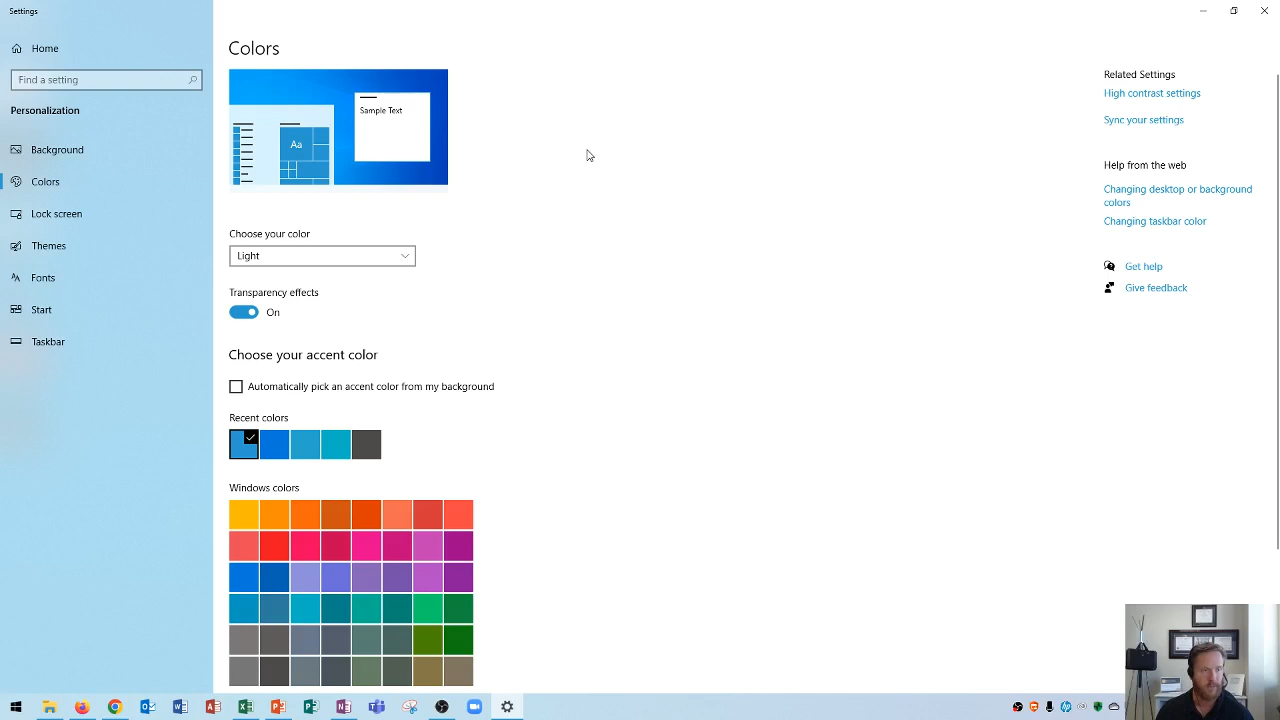 Settings
Home
Find a setting
Personalization
Background
Colors
Lock screen
Themes
Fonts
Start
Taskbar
Colors
Sample Text
Aa
Choose your color
Light
Transparency effects
On
Choose your accent color
Automatically pick an accent color from my background
Recent colors
Windows colors
Related Settings
High contrast settings
Sync your settings
Help from the web
Changing desktop or background
colors
Changing taskbar color
Get help
Give feedback